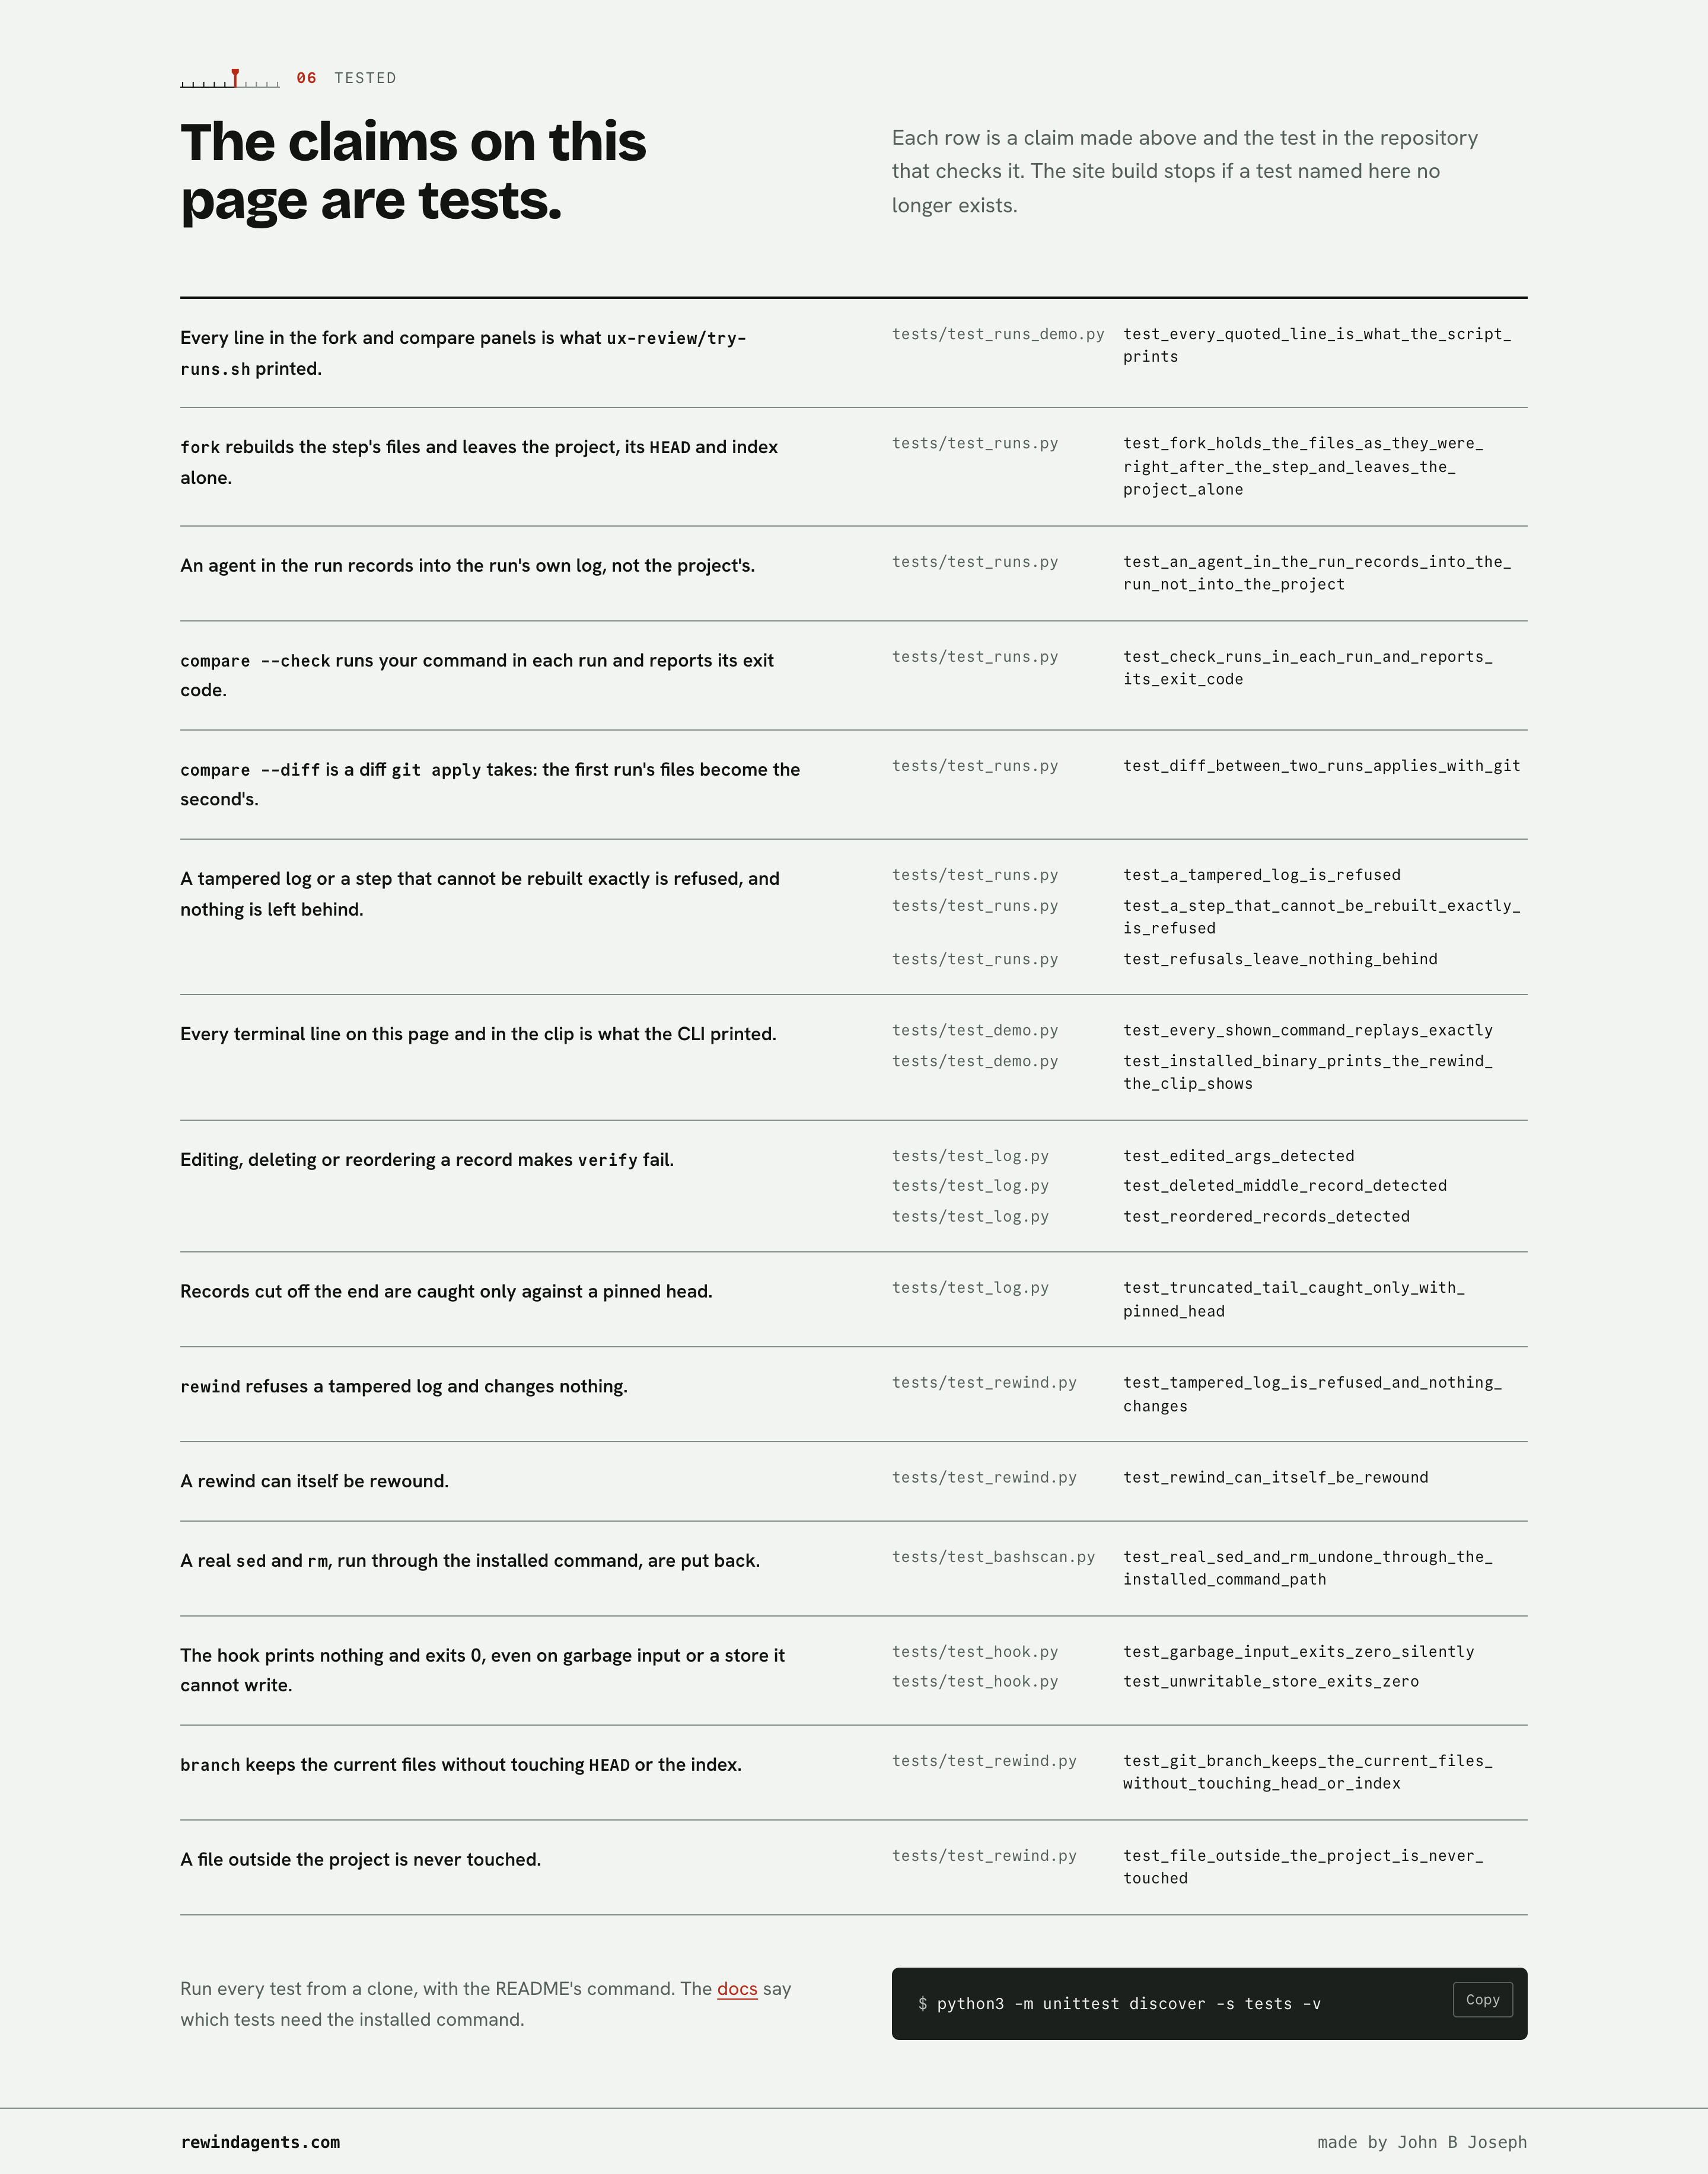 06 TESTED
The claims on this
page are tests.
Each row is a claim made above and the test in the repository
that checks it. The site build stops if a test named here no
longer exists.
Every line in the fork and compare panels is what ux-review/try-
runs.sh printed.
tests/test_runs_demo.py test_every_quoted_line_is_what_the_script_
prints
fork rebuilds the step's files and leaves the project, its HEAD and index
alone.
tests/test_runs.py test_fork_holds_the_files_as_they_were_
right_after_the_step_and_leaves_the_
project_alone
An agent in the run records into the run's own log, not the project's.
tests/test_runs.py test_an_agent_in_the_run_records_into_the_
run_not_into_the_project
compare --check runs your command in each run and reports its exit
code.
tests/test_runs.py test_check_runs_in_each_run_and_reports_
its_exit_code
compare --diff is a diff git apply takes: the first run's files become the
second's.
tests/test_runs.py test_diff_between_two_runs_applies_with_git
A tampered log or a step that cannot be rebuilt exactly is refused, and
nothing is left behind.
tests/test_runs.py test_a_tampered_log_is_refused
tests/test_runs.py test_a_step_that_cannot_be_rebuilt_exactly_
is_refused
tests/test_runs.py test_refusals_leave_nothing_behind
Every terminal line on this page and in the clip is what the CLI printed.
tests/test_demo.py test_every_shown_command_replays_exactly
tests/test_demo.py test_installed_binary_prints_the_rewind_
the_clip_shows
Editing, deleting or reordering a record makes verify fail.
tests/test_log.py test_edited_args_detected
tests/test_log.py test_deleted_middle_record_detected
tests/test_log.py test_reordered_records_detected
Records cut off the end are caught only against a pinned head.
tests/test_log.py test_truncated_tail_caught_only_with_
pinned_head
rewind refuses a tampered log and changes nothing.
tests/test_rewind.py test_tampered_log_is_refused_and_nothing_
changes
A rewind can itself be rewound.
tests/test_rewind.py test_rewind_can_itself_be_rewound
A real sed and rm, run through the installed command, are put back.
tests/test_bashscan.py test_real_sed_and_rm_undone_through_the_
installed_command_path
The hook prints nothing and exits 0, even on garbage input or a store it
cannot write.
tests/test_hook.py test_garbage_input_exits_zero_silently
tests/test_hook.py test_unwritable_store_exits_zero
branch keeps the current files without touching HEAD or the index.
tests/test_rewind.py test_git_branch_keeps_the_current_files_
without_touching_head_or_index
A file outside the project is never touched.
tests/test_rewind.py test_file_outside_the_project_is_never_
touched
Run every test from a clone, with the README's command. The docs say
which tests need the installed command.
$ python3 -m unittest discover -s tests -v
Copy
rewindagents.com
made by John B Joseph